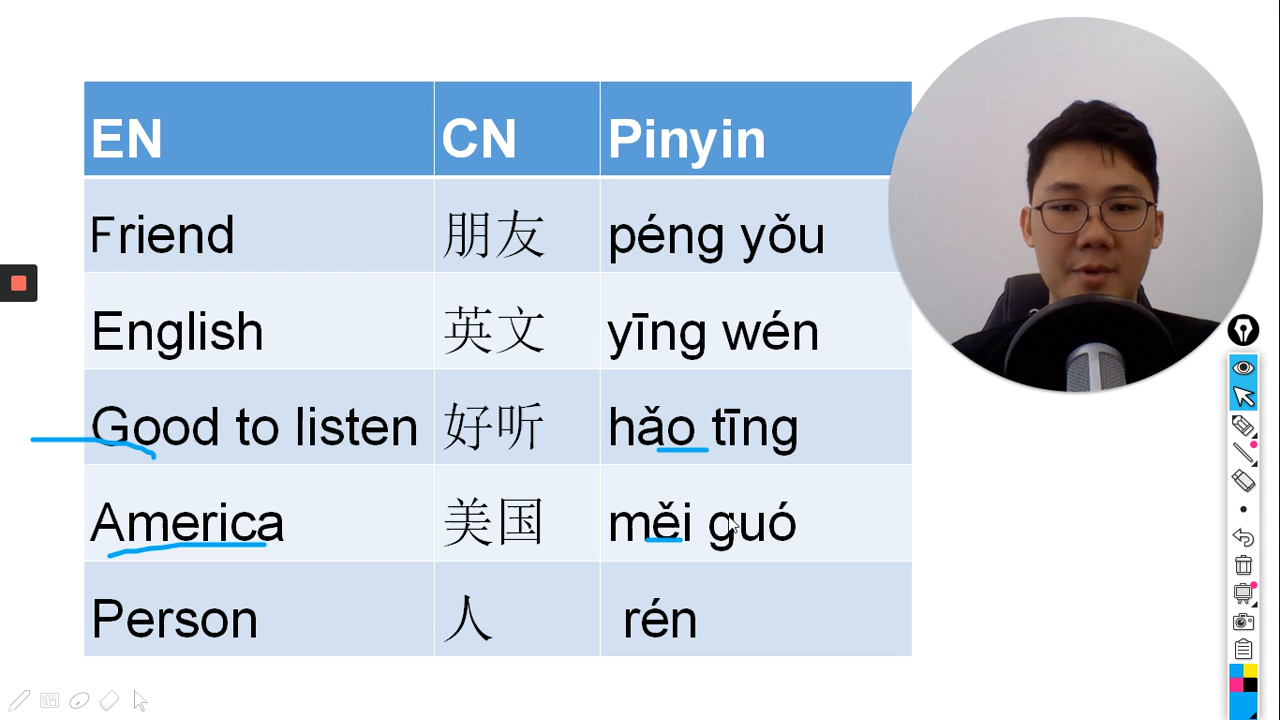 EN CN Pinyin
Friend 朋友 péng yǒu
English 英文 yīng wén
Good to listen 好听 hǎo tīng
America 美国 měi guó
Person 人 rén